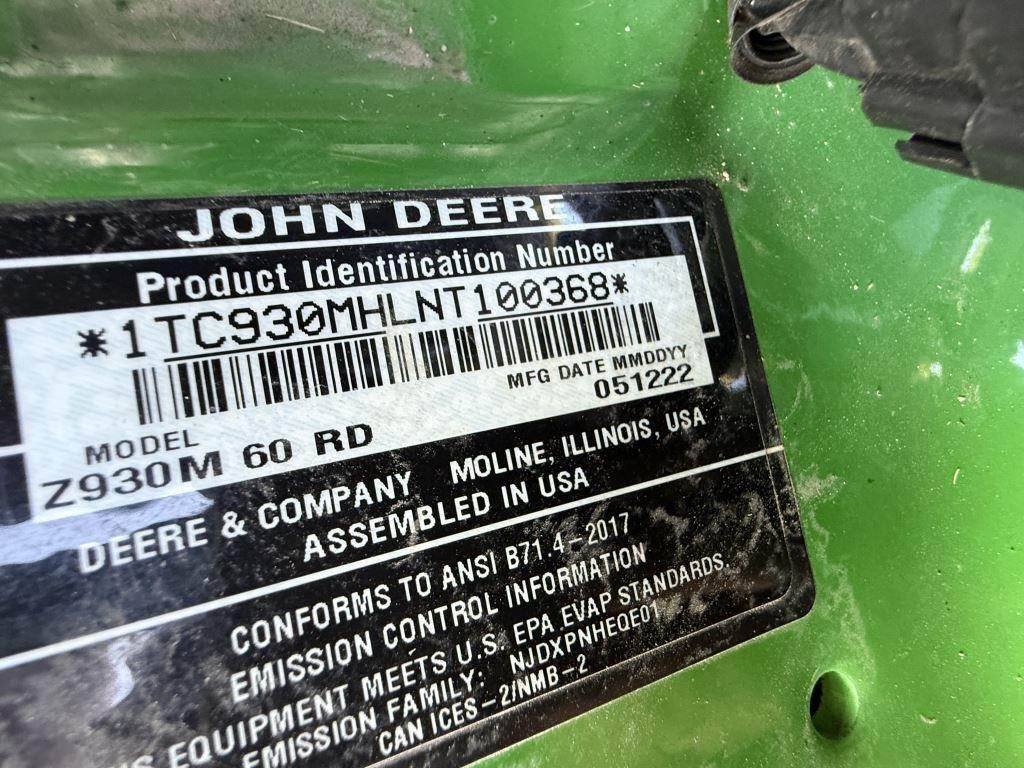 JOHN DEERE
Product Identification Number
*1TC930MHLNT100368*
MFG DATE MMDDYY
051222
MODEL
Z930M 60 RD
DEERE & COMPANY MOLINE, ILLINOIS, USA
ASSEMBLED IN USA
CONFORMS TO ANSI B71.4-2017
EMISSION CONTROL INFORMATION
EQUIPMENT MEETS U.S. EPA EVAP STANDARDS.
EMISSION FAMILY: NJDXPNHEQE01
CAN ICES-2/NMB-2